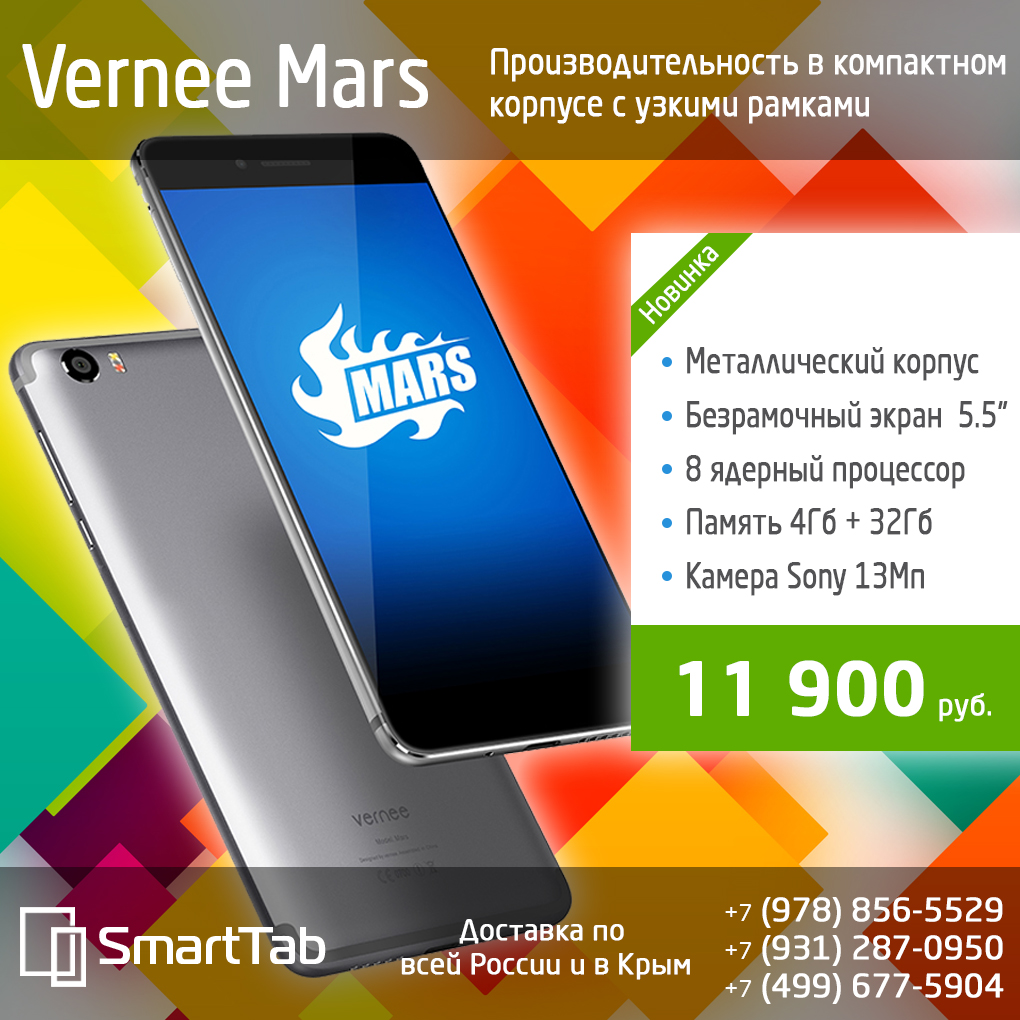 Vernee Mars
Производительность в компактном
корпусе с узкими рамками
MARS
Новинка
Металлический корпус
Безрамочный экран 5.5"
8 ядерный процессор
Память 4Гб + 32Гб
Камера Sony 13Мп
11 900 руб.
vernee
Model: Mars
SmartTab
Доставка по
всей России и в Крым
+7 (978) 856-5529
+7 (931) 287-0950
+7 (499) 677-5904